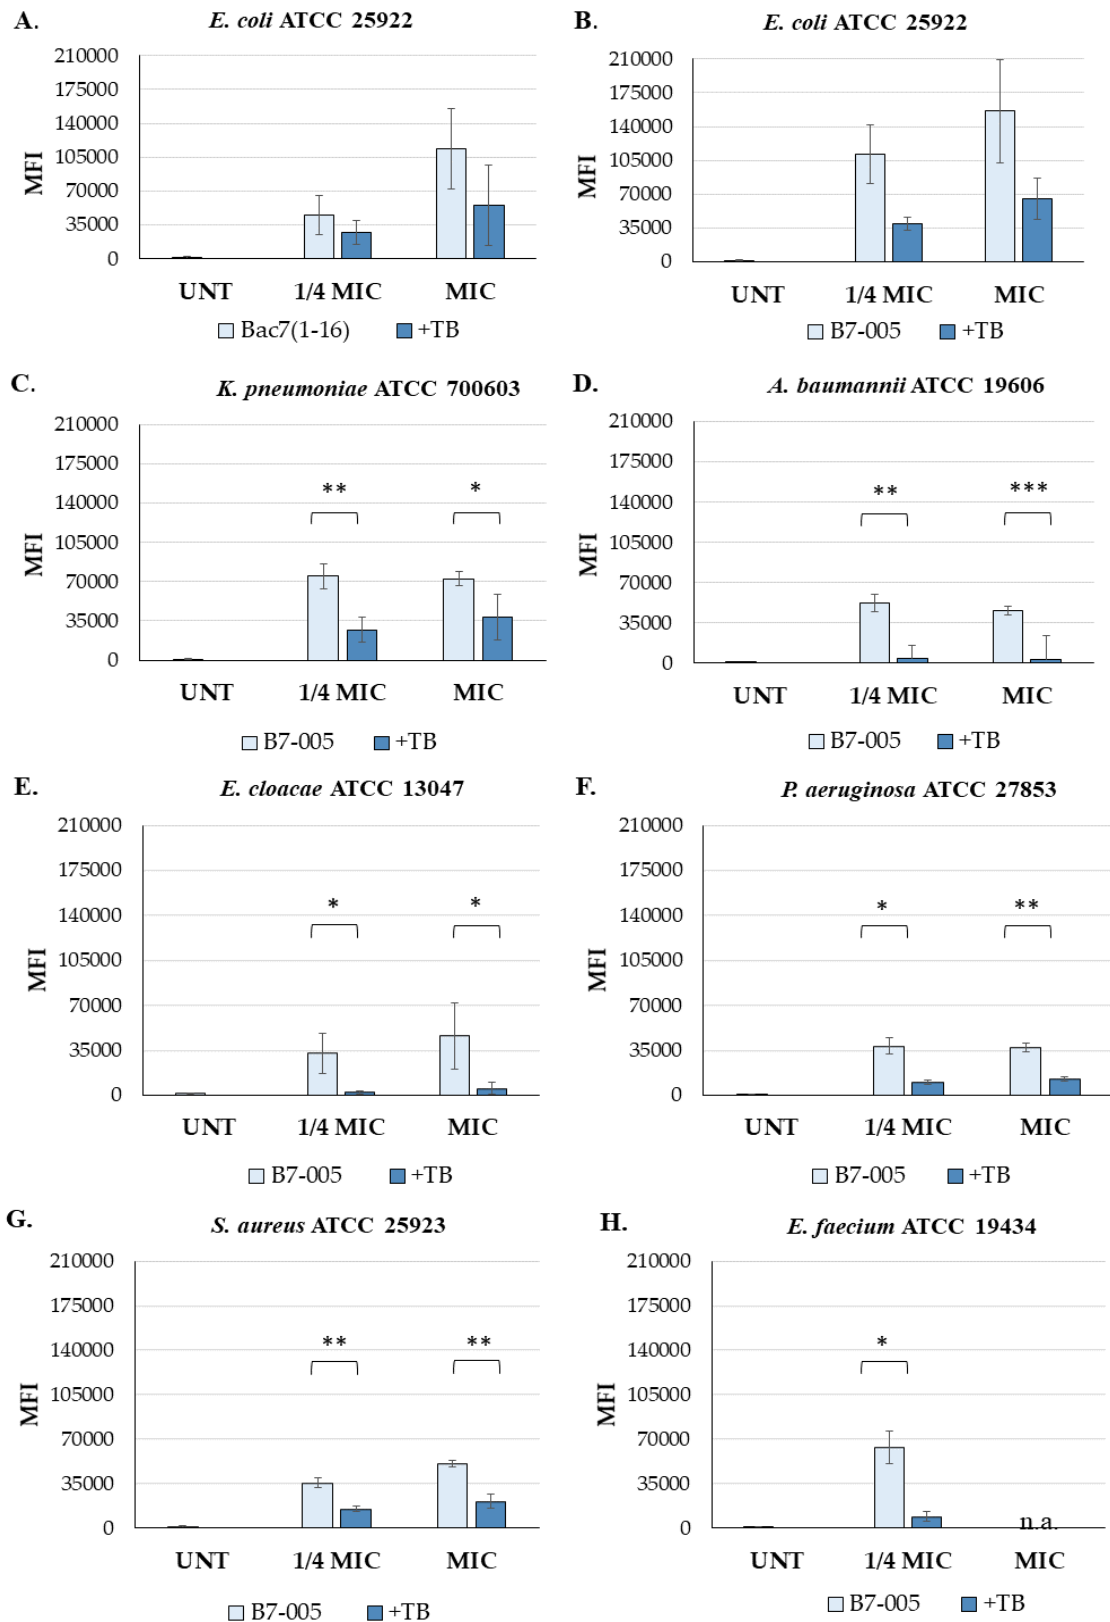 A. E. coli ATCC 25922
210000
175000
140000
105000
70000
35000
0
MFI
UNT 1/4 MIC MIC
Bac7(1-16) +TB
B. E. coli ATCC 25922
210000
175000
140000
105000
70000
35000
0
MFI
UNT 1/4 MIC MIC
B7-005 +TB
C. K. pneumoniae ATCC 700603
210000
175000
140000
105000
70000
35000
0
MFI
** *
UNT 1/4 MIC MIC
B7-005 +TB
D. A. baumannii ATCC 19606
210000
175000
140000
105000
70000
35000
0
MFI
** ***
UNT 1/4 MIC MIC
B7-005 +TB
E. E. cloacae ATCC 13047
210000
175000
140000
105000
70000
35000
0
MFI
* *
UNT 1/4 MIC MIC
B7-005 +TB
F. P. aeruginosa ATCC 27853
210000
175000
140000
105000
70000
35000
0
MFI
* **
UNT 1/4 MIC MIC
B7-005 +TB
G. S. aureus ATCC 25923
210000
175000
140000
105000
70000
35000
0
MFI
** **
UNT 1/4 MIC MIC
B7-005 +TB
H. E. faecium ATCC 19434
210000
175000
140000
105000
70000
35000
0
MFI
*
n.a.
UNT 1/4 MIC MIC
B7-005 +TB